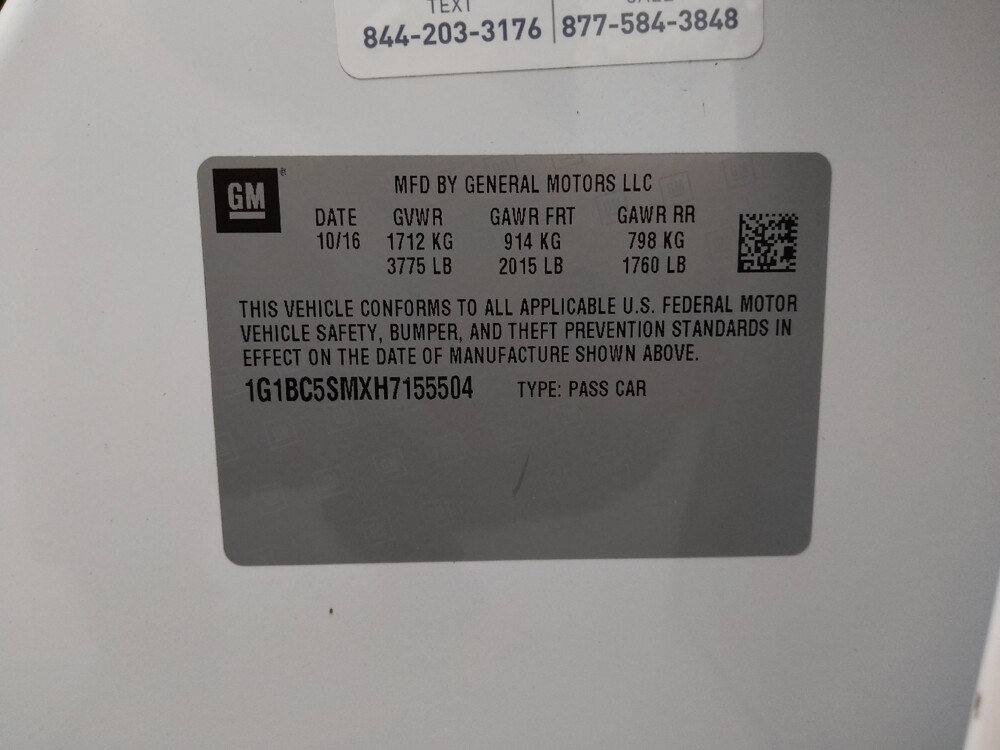 TEXT
CALL
844-203-3176 877-584-3848
GM
MFD BY GENERAL MOTORS LLC
DATE GVWR GAWR FRT GAWR RR
10/16 1712 KG 914 KG 798 KG
3775 LB 2015 LB 1760 LB
THIS VEHICLE CONFORMS TO ALL APPLICABLE U.S. FEDERAL MOTOR
VEHICLE SAFETY, BUMPER, AND THEFT PREVENTION STANDARDS IN
EFFECT ON THE DATE OF MANUFACTURE SHOWN ABOVE.
1G1BC5SMXH7155504 TYPE: PASS CAR